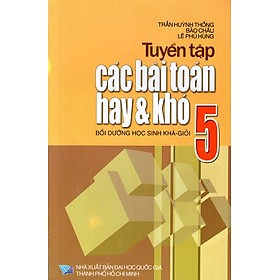 TRẦN HUỲNH THỐNG
BẢO CHÂU
LÊ PHÚ HÙNG
Tuyển tập
các bài toán
hay & khó
BỒI DƯỠNG HỌC SINH KHÁ-GIỎI
5
NHÀ XUẤT BẢN ĐẠI HỌC QUỐC GIA
THÀNH PHỐ HỒ CHÍ MINH